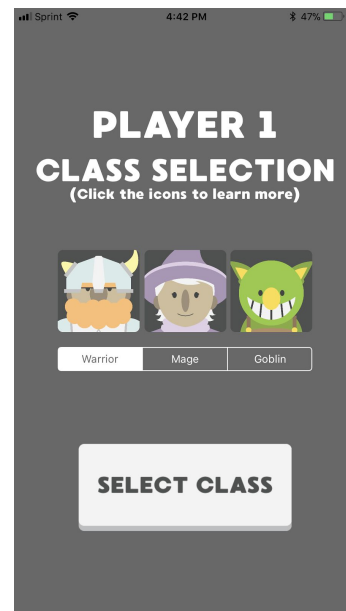 Sprint 4:42 PM 47%
PLAYER 1
CLASS SELECTION
(Click the icons to learn more)
Warrior Mage Goblin
SELECT CLASS